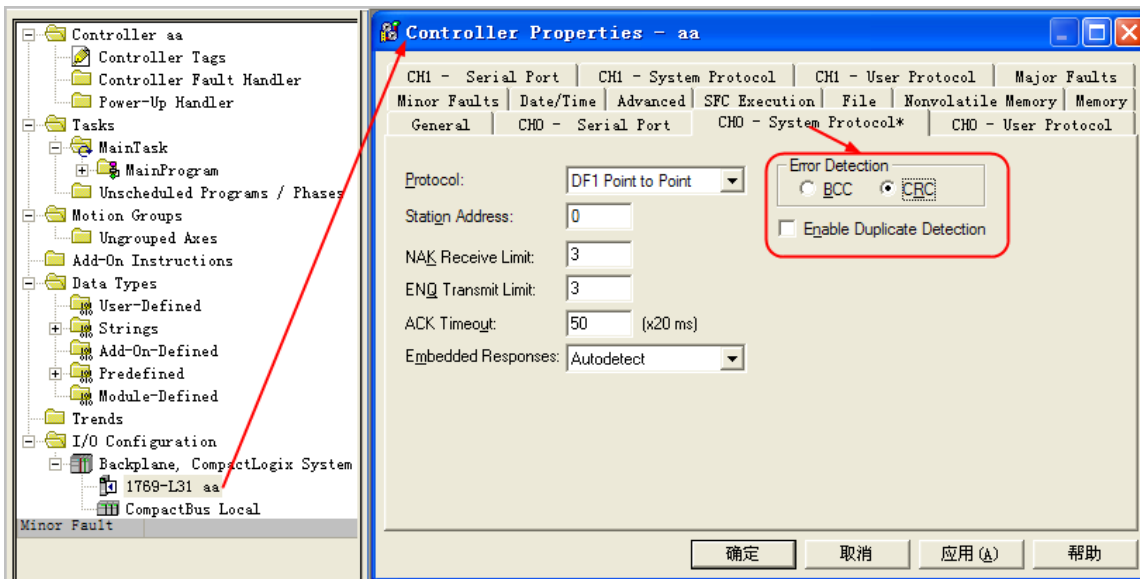 Controller aa
Controller Tags
Controller Fault Handler
Power-Up Handler
Tasks
MainTask
MainProgram
Unscheduled Programs / Phases
Motion Groups
Ungrouped Axes
Add-On Instructions
Data Types
User-Defined
Strings
Add-On-Defined
Predefined
Module-Defined
Trends
I/O Configuration
Backplane, CompactLogix System
1769-L31 aa
CompactBus Local
Minor Fault
Controller Properties - aa
CH1 - Serial Port CH1 - System Protocol CH1 - User Protocol Major Faults
Minor Faults Date/Time Advanced SFC Execution File Nonvolatile Memory Memory
General CH0 - Serial Port CH0 - System Protocol* CH0 - User Protocol
Protocol: DF1 Point to Point
Station Address: 0
NAK Receive Limit: 3
ENQ Transmit Limit: 3
ACK Timeout: 50 (x20 ms)
Embedded Responses: Autodetect
Error Detection
BCC CRC
Enable Duplicate Detection
确定 取消 应用(A) 帮助